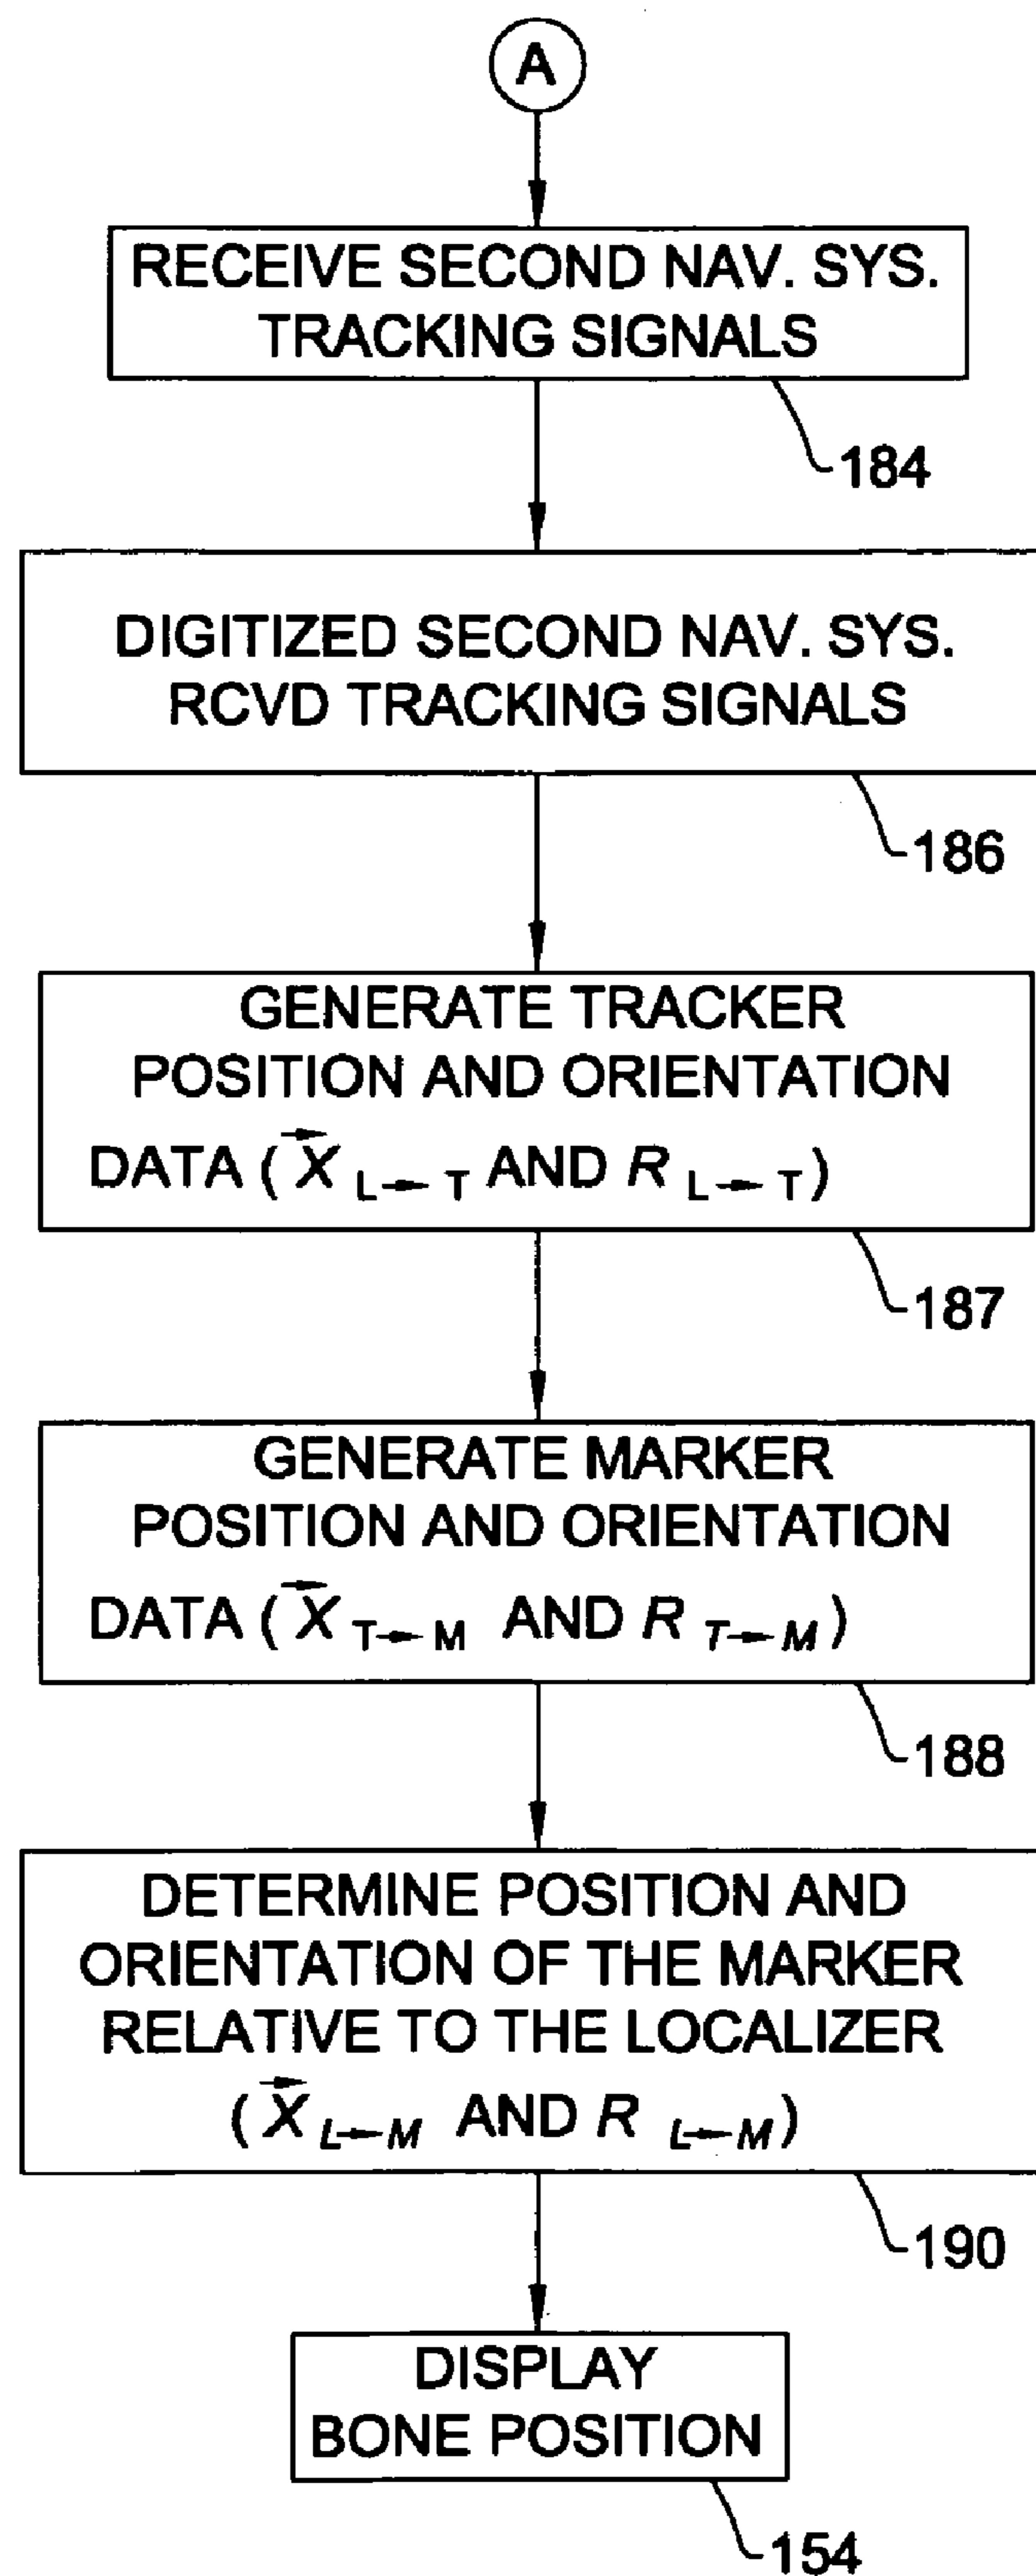 A
RECEIVE SECOND NAV. SYS.
TRACKING SIGNALS
184
DIGITIZED SECOND NAV. SYS.
RCVD TRACKING SIGNALS
186
GENERATE TRACKER
POSITION AND ORIENTATION
DATA (X⃗ L→T AND R L→T)
187
GENERATE MARKER
POSITION AND ORIENTATION
DATA (X⃗ T→M AND R T→M)
188
DETERMINE POSITION AND
ORIENTATION OF THE MARKER
RELATIVE TO THE LOCALIZER
(X⃗ L→M AND R L→M)
190
DISPLAY
BONE POSITION
154